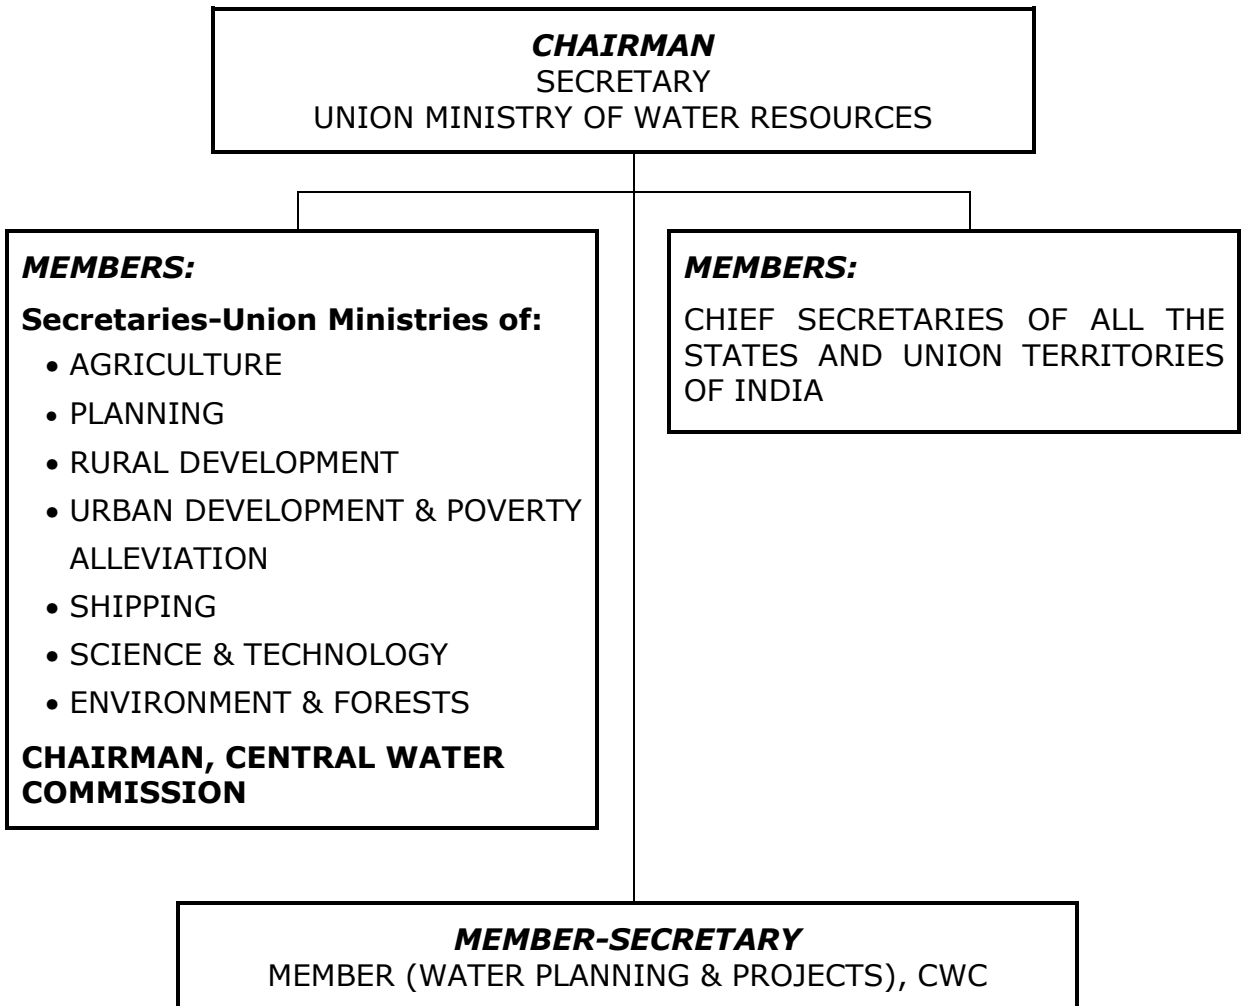 CHAIRMAN
SECRETARY
UNION MINISTRY OF WATER RESOURCES
MEMBERS:
Secretaries-Union Ministries of:
• AGRICULTURE
• PLANNING
• RURAL DEVELOPMENT
• URBAN DEVELOPMENT & POVERTY
ALLEVIATION
• SHIPPING
• SCIENCE & TECHNOLOGY
• ENVIRONMENT & FORESTS
CHAIRMAN, CENTRAL WATER
COMMISSION
MEMBERS:
CHIEF SECRETARIES OF ALL THE
STATES AND UNION TERRITORIES
OF INDIA
MEMBER-SECRETARY
MEMBER (WATER PLANNING & PROJECTS), CWC